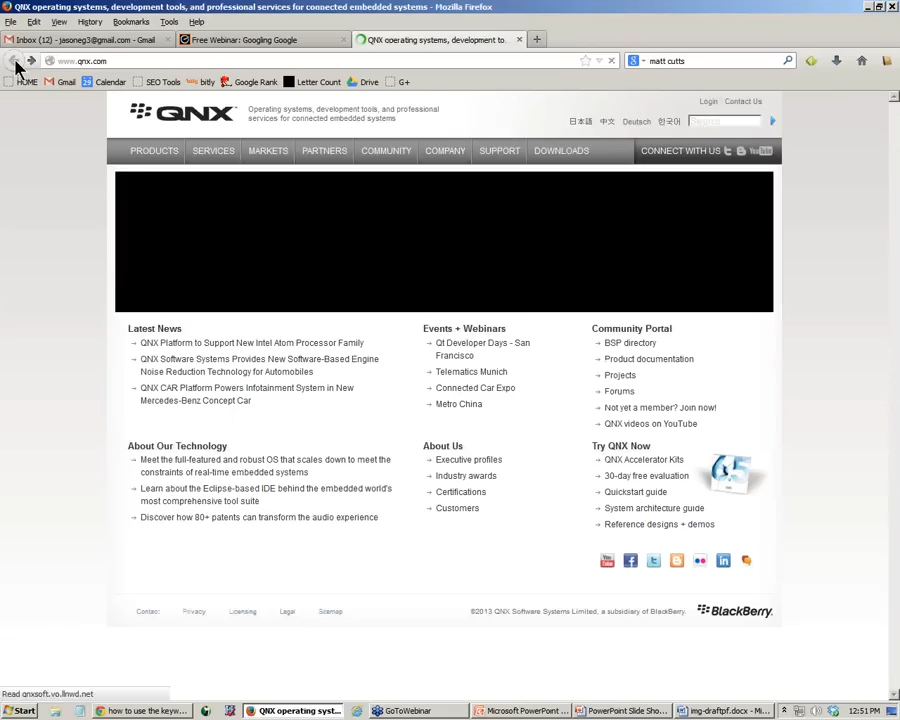 QNX operating systems, development tools, and professional services for connected embedded systems - Mozilla Firefox
File Edit View History Bookmarks Tools Help
Inbox (12) - jasoneg3@gmail.com - Gmail × Free Webinar: Googling Google × QNX operating systems, development to... × +
www.qnx.com matt cutts
HOME Gmail 25 Calendar SEO Tools bitly Google Rank Letter Count Drive G+
QNX
Operating systems, development tools, and professional
services for connected embedded systems
Login Contact Us
日本語 中文 Deutsch 한국어 Search
PRODUCTS SERVICES MARKETS PARTNERS COMMUNITY COMPANY SUPPORT DOWNLOADS CONNECT WITH US YouTube
Latest News
→ QNX Platform to Support New Intel Atom Processor Family
→ QNX Software Systems Provides New Software-Based Engine
Noise Reduction Technology for Automobiles
→ QNX CAR Platform Powers Infotainment System in New
Mercedes-Benz Concept Car
Events + Webinars
→ Qt Developer Days - San
Francisco
→ Telematics Munich
→ Connected Car Expo
→ Metro China
Community Portal
→ BSP directory
→ Product documentation
→ Projects
→ Forums
→ Not yet a member? Join now!
→ QNX videos on YouTube
About Our Technology
→ Meet the full-featured and robust OS that scales down to meet the
constraints of real-time embedded systems
→ Learn about the Eclipse-based IDE behind the embedded world's
most comprehensive tool suite
→ Discover how 80+ patents can transform the audio experience
About Us
→ Executive profiles
→ Industry awards
→ Certifications
→ Customers
Try QNX Now
→ QNX Accelerator Kits
→ 30-day free evaluation
→ Quickstart guide
→ System architecture guide
→ Reference designs + demos
Contact Privacy Licensing Legal Sitemap
©2013 QNX Software Systems Limited, a subsidiary of BlackBerry.
BlackBerry.
Read qnxsoft.vo.llnwd.net
Start how to use the keyw... QNX operating syst... GoToWebinar Microsoft PowerPoint ... PowerPoint Slide Sho... img-draftpf.docx - M... 12:51 PM